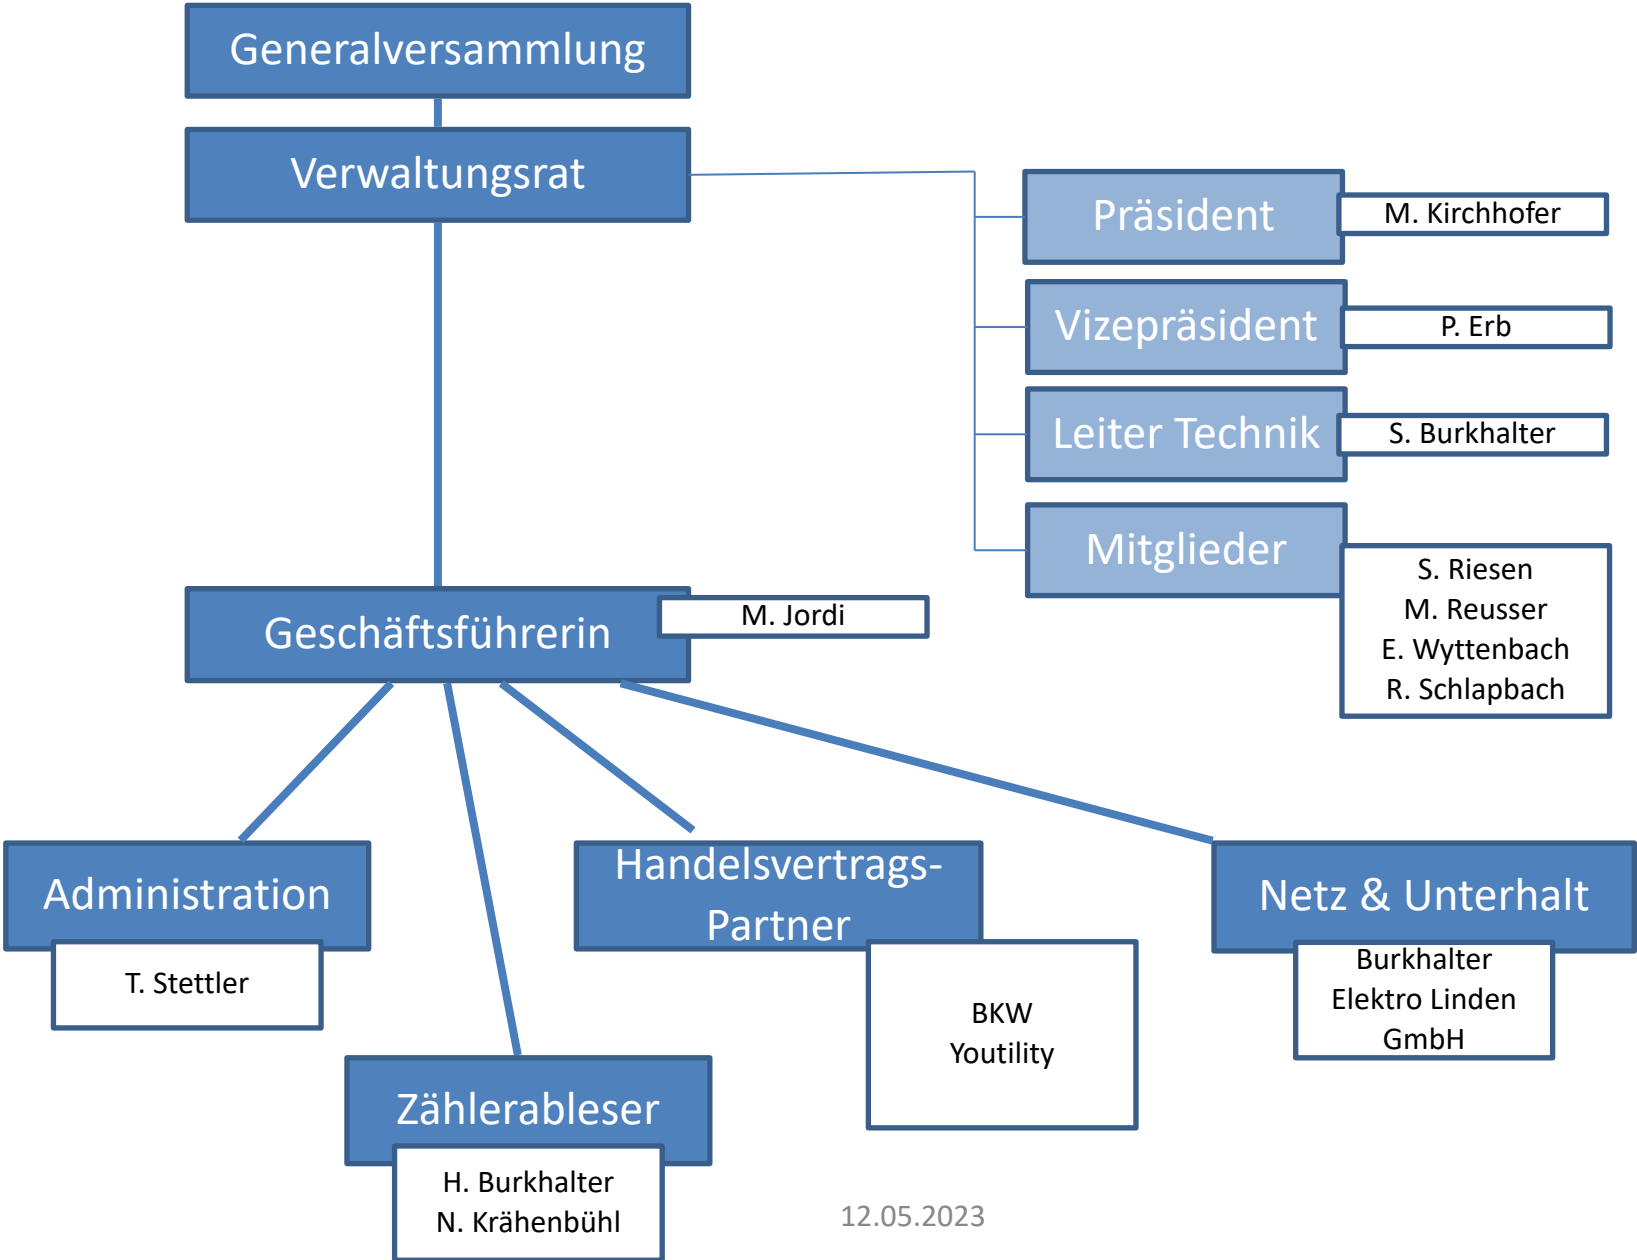 Generalversammlung
Verwaltungsrat
Präsident
M. Kirchhofer
Vizepräsident
P. Erb
Leiter Technik
S. Burkhalter
Mitglieder
S. Riesen
M. Reusser
E. Wyttenbach
R. Schlapbach
Geschäftsführerin
M. Jordi
Administration
T. Stettler
Zählerableser
H. Burkhalter
N. Krähenbühl
Handelsvertrags-
Partner
BKW
Youtility
Netz & Unterhalt
Burkhalter
Elektro Linden
GmbH
12.05.2023